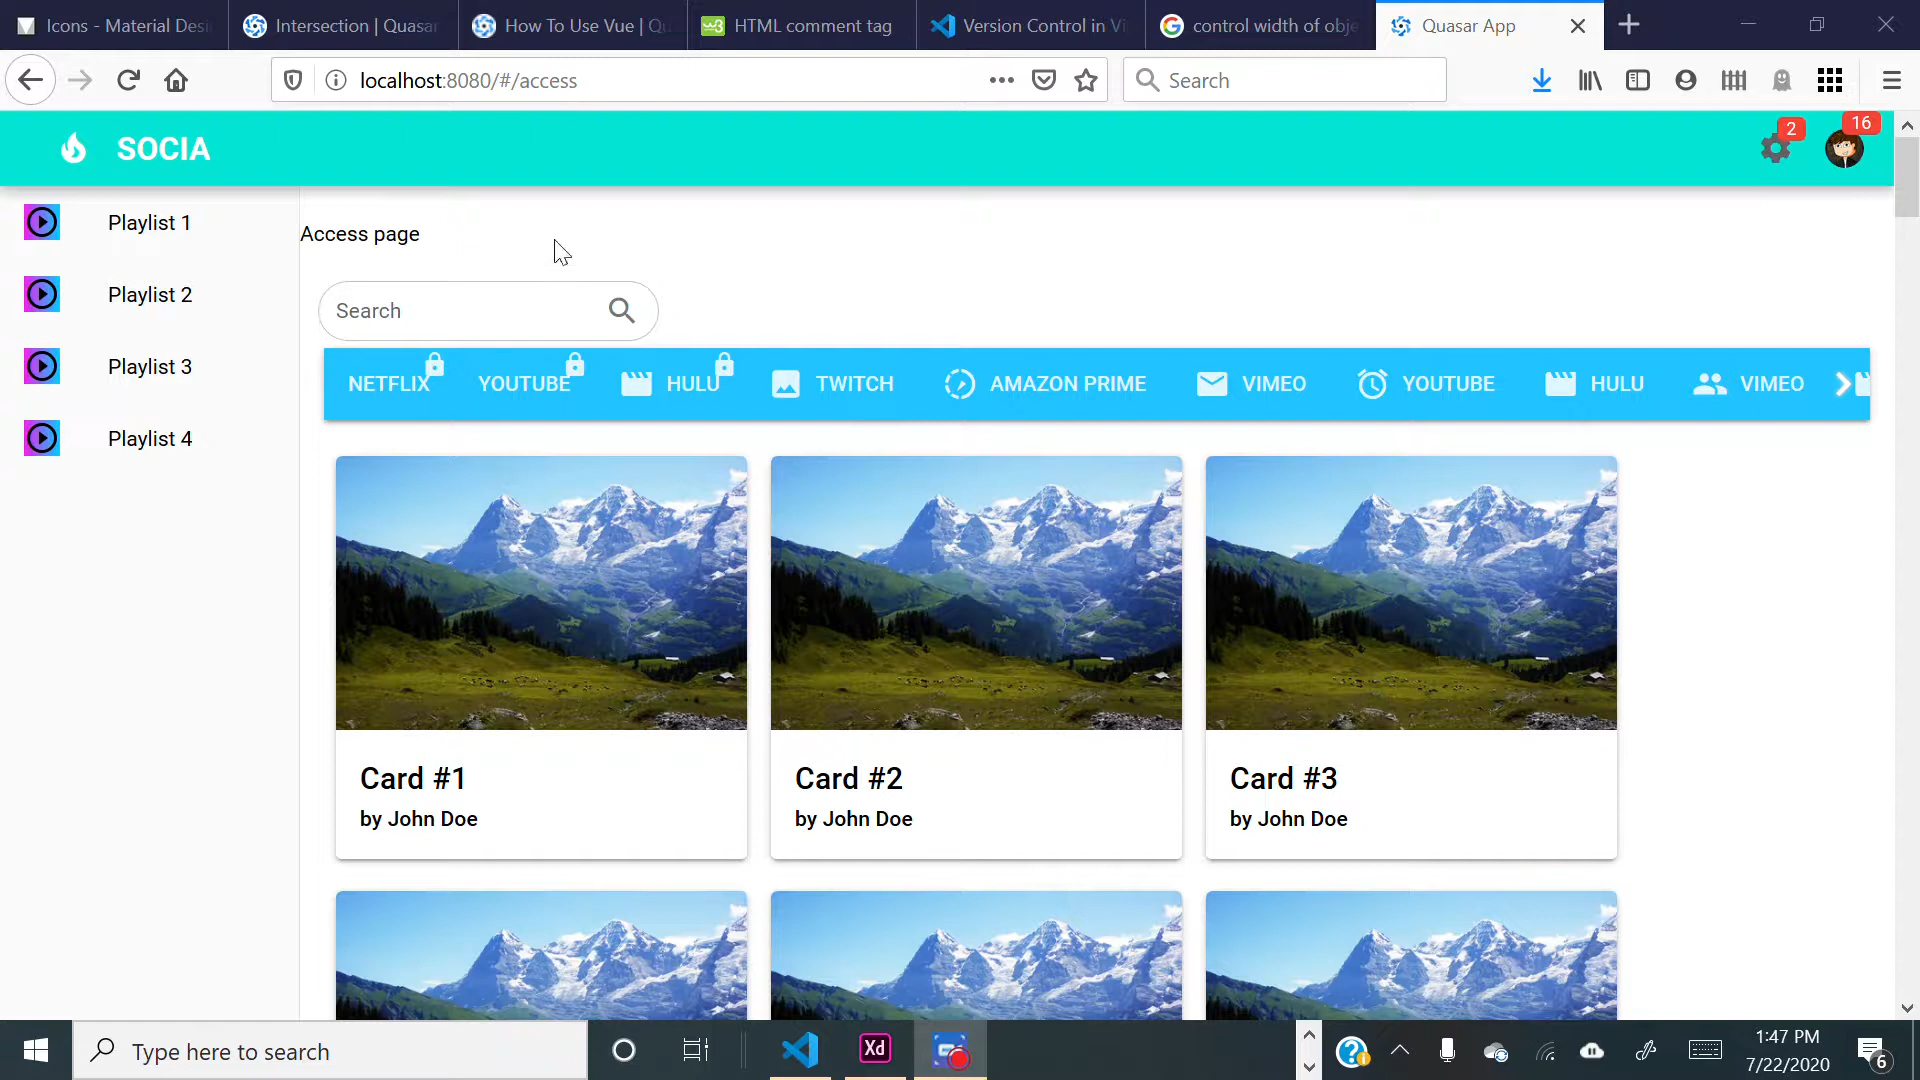 Icons - Material Desi
Intersection | Quasar
How To Use Vue | Qu
HTML comment tag
Version Control in Vi
control width of obje
Quasar App
localhost:8080/#/access
Search
SOCIA
2
16
Playlist 1
Playlist 2
Playlist 3
Playlist 4
Access page
Search
NETFLIX YOUTUBE HULU TWITCH AMAZON PRIME VIMEO YOUTUBE HULU VIMEO
Card #1
by John Doe
Card #2
by John Doe
Card #3
by John Doe
Type here to search
Xd
1:47 PM
7/22/2020
6